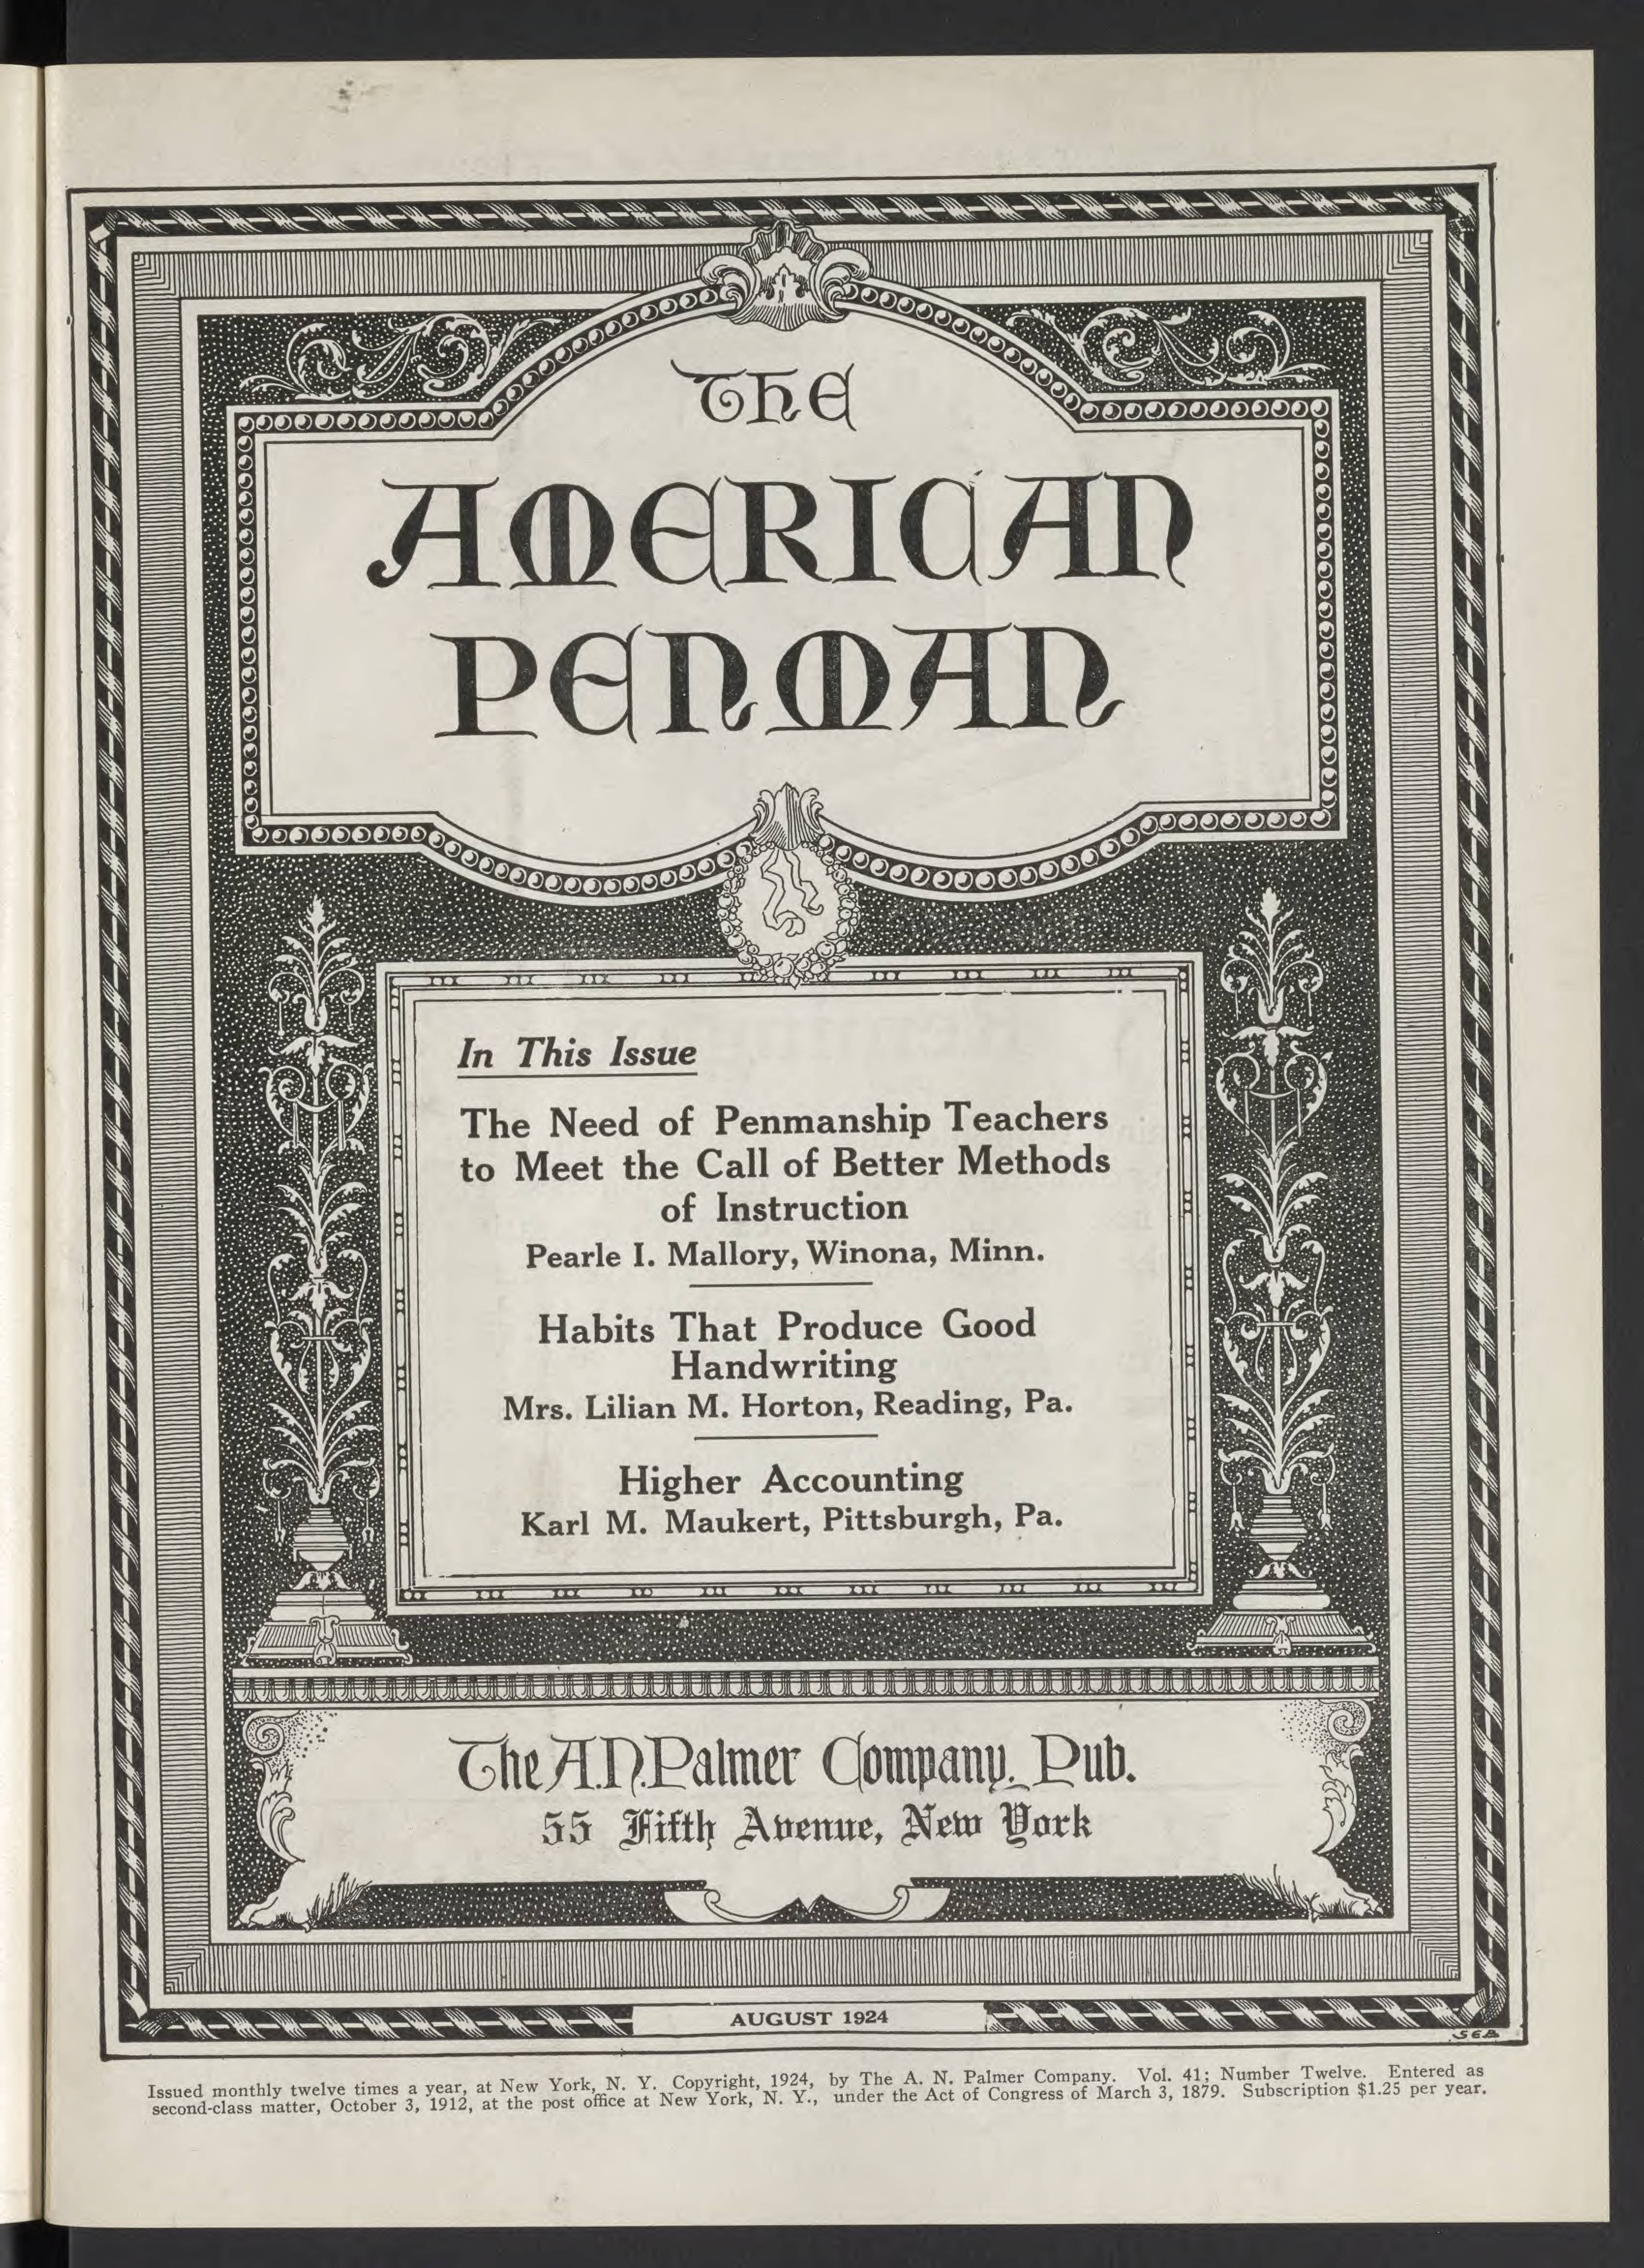 THE
AMERICAN
PENMAN
In This Issue
The Need of Penmanship Teachers
to Meet the Call of Better Methods
of Instruction
Pearle I. Mallory, Winona, Minn.
Habits That Produce Good
Handwriting
Mrs. Lilian M. Horton, Reading, Pa.
Higher Accounting
Karl M. Maukert, Pittsburgh, Pa.
The A.N. Palmer Company, Pub.
55 Fifth Avenue, New York
AUGUST 1924
SEB
Issued monthly twelve times a year, at New York, N. Y. Copyright, 1924, by The A. N. Palmer Company. Vol. 41; Number Twelve. Entered as
second-class matter, October 3, 1912, at the post office at New York, N. Y., under the Act of Congress of March 3, 1879. Subscription $1.25 per year.